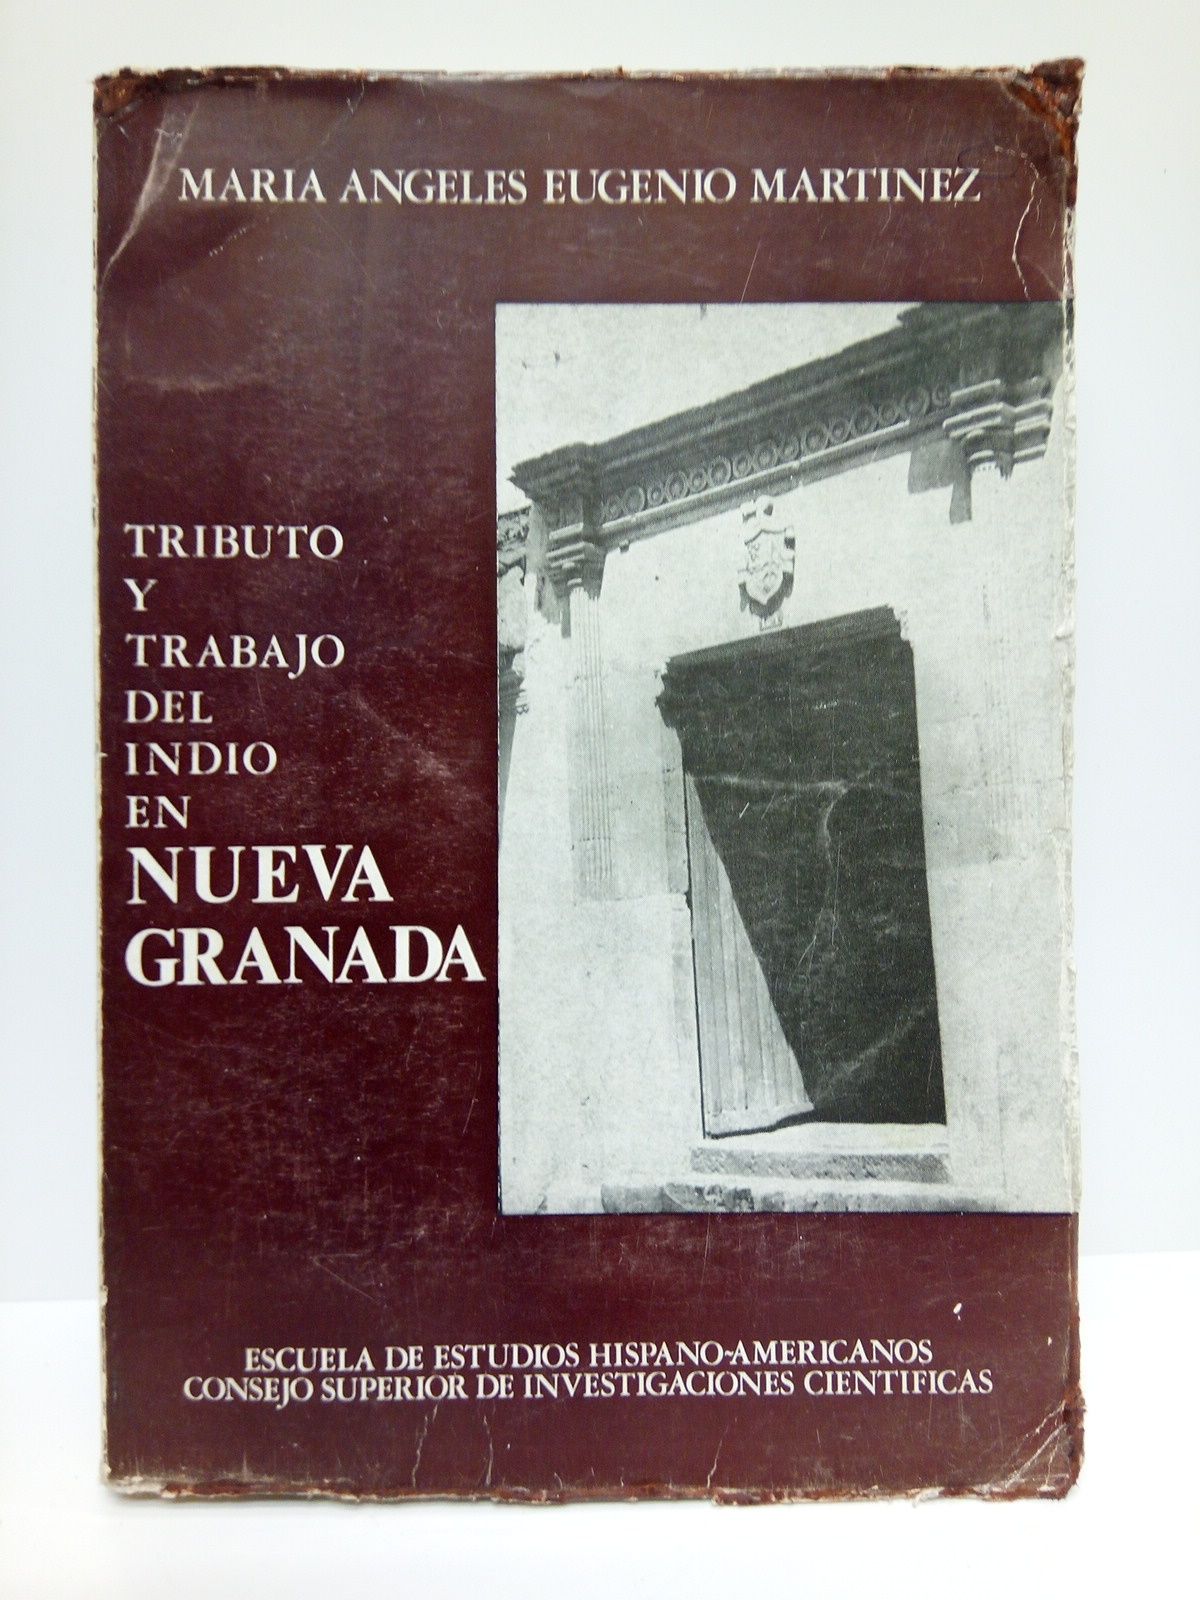 MARIA ANGELES EUGENIO MARTINEZ
TRIBUTO
Y
TRABAJO
DEL
INDIO
EN
NUEVA
GRANADA
ESCUELA DE ESTUDIOS HISPANO-AMERICANOS
CONSEJO SUPERIOR DE INVESTIGACIONES CIENTIFICAS